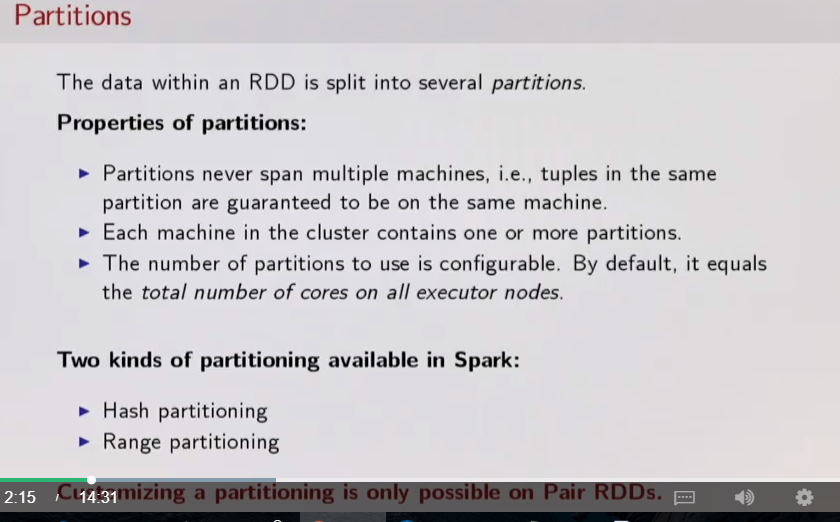 Partitions
The data within an RDD is split into several partitions.
Properties of partitions:
Partitions never span multiple machines, i.e., tuples in the same
partition are guaranteed to be on the same machine.
Each machine in the cluster contains one or more partitions.
The number of partitions to use is configurable. By default, it equals
the total number of cores on all executor nodes.
Two kinds of partitioning available in Spark:
Hash partitioning
Range partitioning
Customizing a partitioning is only possible on Pair RDDs.
2:15 / 14:31